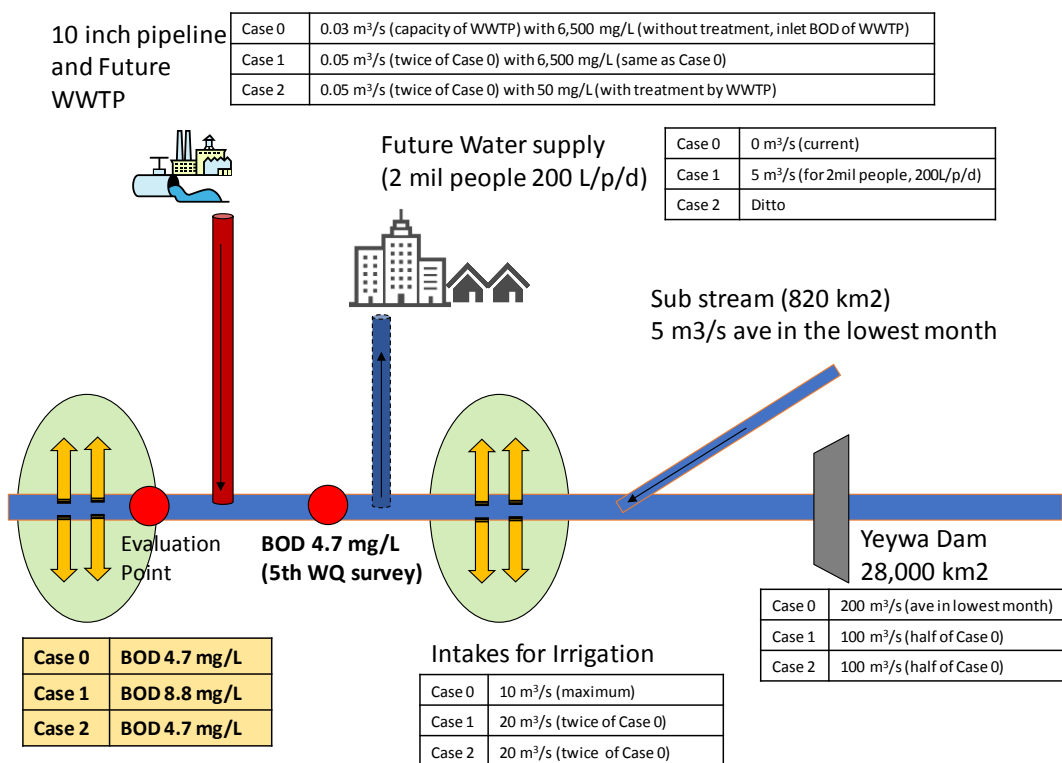 10 inch pipeline
and Future
WWTP
Case 0 0.03 m³/s (capacity of WWTP) with 6,500 mg/L (without treatment, inlet BOD of WWTP)
Case 1 0.05 m³/s (twice of Case 0) with 6,500 mg/L (same as Case 0)
Case 2 0.05 m³/s (twice of Case 0) with 50 mg/L (with treatment by WWTP)
Future Water supply
(2 mil people 200 L/p/d)
Case 0 0 m³/s (current)
Case 1 5 m³/s (for 2mil people, 200L/p/d)
Case 2 Ditto
Sub stream (820 km2)
5 m3/s ave in the lowest month
Evaluation
Point
BOD 4.7 mg/L
(5th WQ survey)
Yeywa Dam
28,000 km2
Case 0 200 m³/s (ave in lowest month)
Case 1 100 m³/s (half of Case 0)
Case 2 100 m³/s (half of Case 0)
Case 0 BOD 4.7 mg/L
Case 1 BOD 8.8 mg/L
Case 2 BOD 4.7 mg/L
Intakes for Irrigation
Case 0 10 m³/s (maximum)
Case 1 20 m³/s (twice of Case 0)
Case 2 20 m³/s (twice of Case 0)